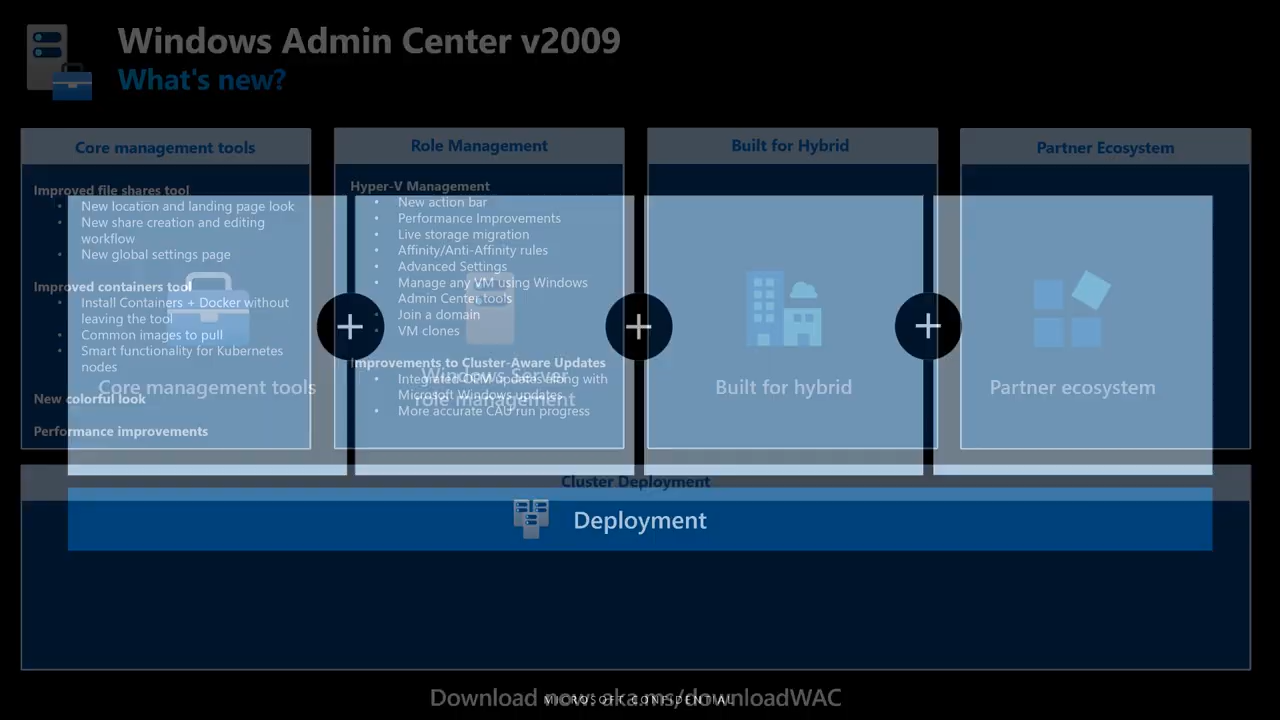 Windows Admin Center v2009
What's new?
Core management tools
Improved file shares tool
• New location and landing page look
• New share creation and editing
workflow
• New global settings page
Improved containers tool
• Install Containers + Docker without
leaving the tool
• Common images to pull
• Smart functionality for Kubernetes
nodes
New colorful look
Performance improvements
Role Management
Hyper-V Management
• New action bar
• Performance Improvements
• Live storage migration
• Affinity/Anti-Affinity rules
• Advanced Settings
• Manage any VM using Windows
Admin Center tools
• Join a domain
• VM clones
Improvements to Cluster-Aware Updates
• Integrated OEM updates along with
Microsoft Windows updates
• More accurate CAU run progress
Built for Hybrid
Partner Ecosystem
Core management tools
Windows Server
role management
Built for hybrid
Partner ecosystem
Cluster Deployment
Deployment
Download now: aka.ms/downloadWAC
MICROSOFT CONFIDENTIAL